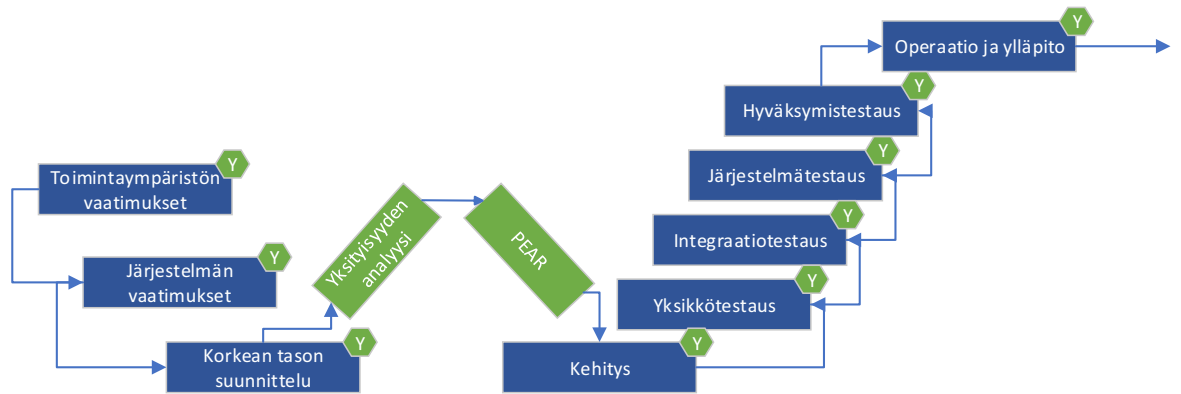 Toimintaympäristön
vaatimukset
Y
Järjestelmän
vaatimukset
Y
Korkean tason
suunnittelu
Y
Yksityisyyden
analyysi
PEAR
Kehitys
Y
Yksikkötestaus
Y
Integraatiotestaus
Y
Järjestelmätestaus
Y
Hyväksymistestaus
Y
Operaatio ja ylläpito
Y